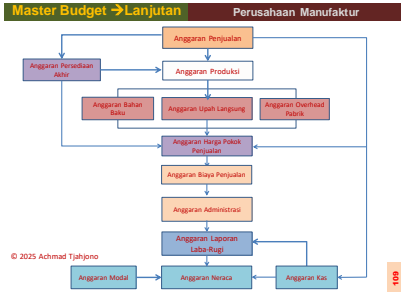 Master Budget →Lanjutan
Perusahaan Manufaktur
Anggaran Penjualan
Anggaran Persediaan
Akhir
Anggaran Produksi
Anggaran Bahan
Baku
Anggaran Upah Langsung
Anggaran Overhead
Pabrik
Anggaran Harga Pokok
Penjualan
Anggaran Biaya Penjualan
Anggaran Administrasi
Anggaran Laporan
Laba-Rugi
© 2025 Achmad Tjahjono
Anggaran Modal
Anggaran Neraca
Anggaran Kas
109